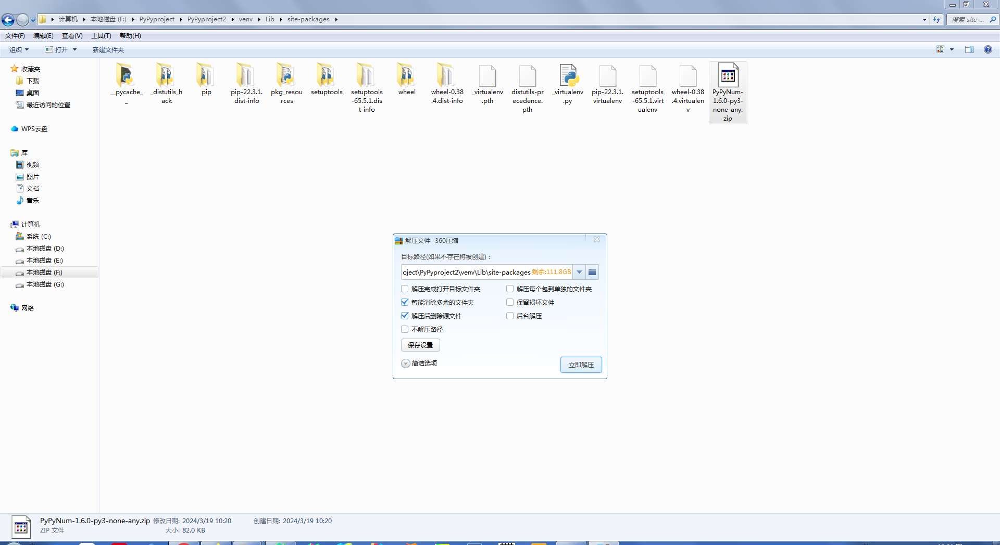 计算机 本地磁盘 (F:) PyPyproject PyPyproject2 venv Lib site-packages 搜索 site-...
文件(F) 编辑(E) 查看(V) 工具(T) 帮助(H)
组织 打开 新建文件夹
收藏夹
下载
桌面
最近访问的位置
WPS云盘
库
视频
图片
文档
音乐
计算机
系统 (C:)
本地磁盘 (D:)
本地磁盘 (E:)
本地磁盘 (F:)
本地磁盘 (G:)
网络
__pycache_
_
_distutils_h
ack
pip
pip-22.3.1.
dist-info
pkg_resou
rces
setuptools
setuptools
-65.5.1.dis
t-info
wheel
wheel-0.38
.4.dist-info
_virtualenv
.pth
distutils-pr
ecedence.
pth
_virtualenv
.py
pip-22.3.1.
virtualenv
setuptools
-65.5.1.virt
ualenv
wheel-0.38
.4.virtualen
v
PyPyNum-
1.6.0-py3-
none-any.
zip
解压文件 -360压缩
目标路径(如果不存在将被创建)：
oject\PyPyproject2\venv\Lib\site-packages 剩余:111.8GB
解压完成打开目标文件夹 解压每个包到单独的文件夹
智能消除多余的文件夹 保留损坏文件
解压后删除源文件 后台解压
不解压路径
保存设置
简洁选项 立即解压
PyPyNum-1.6.0-py3-none-any.zip 修改日期: 2024/3/19 10:20 创建日期: 2024/3/19 10:20
ZIP 文件 大小: 82.0 KB